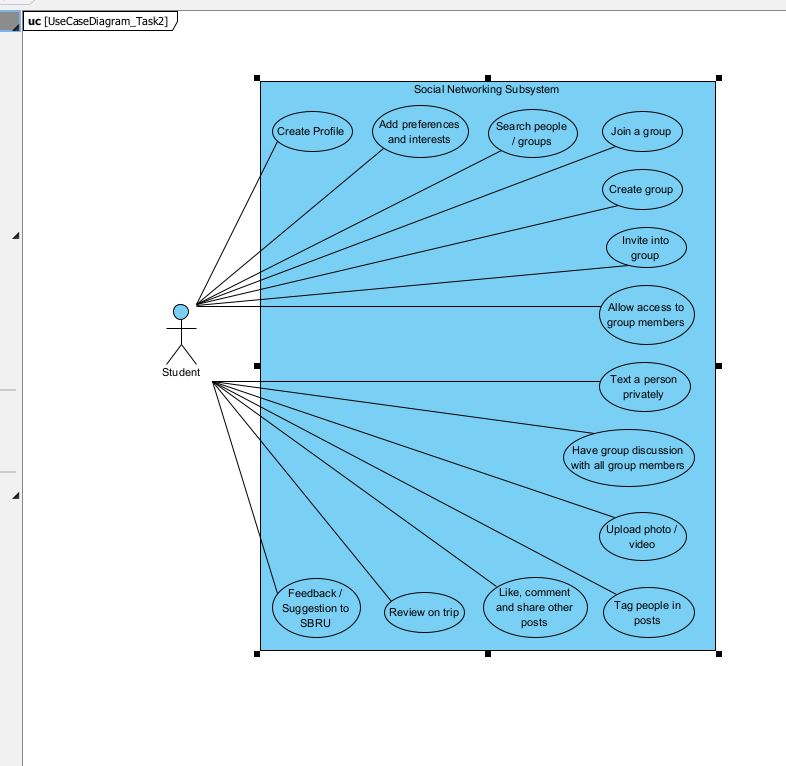 uc [UseCaseDiagram_Task2]
Social Networking Subsystem
Create Profile
Add preferences
and interests
Search people
/ groups
Join a group
Create group
Invite into
group
Allow access to
group members
Student
Text a person
privately
Have group discussion
with all group members
Upload photo /
video
Feedback /
Suggestion to
SBRU
Review on trip
Like, comment
and share other
posts
Tag people in
posts